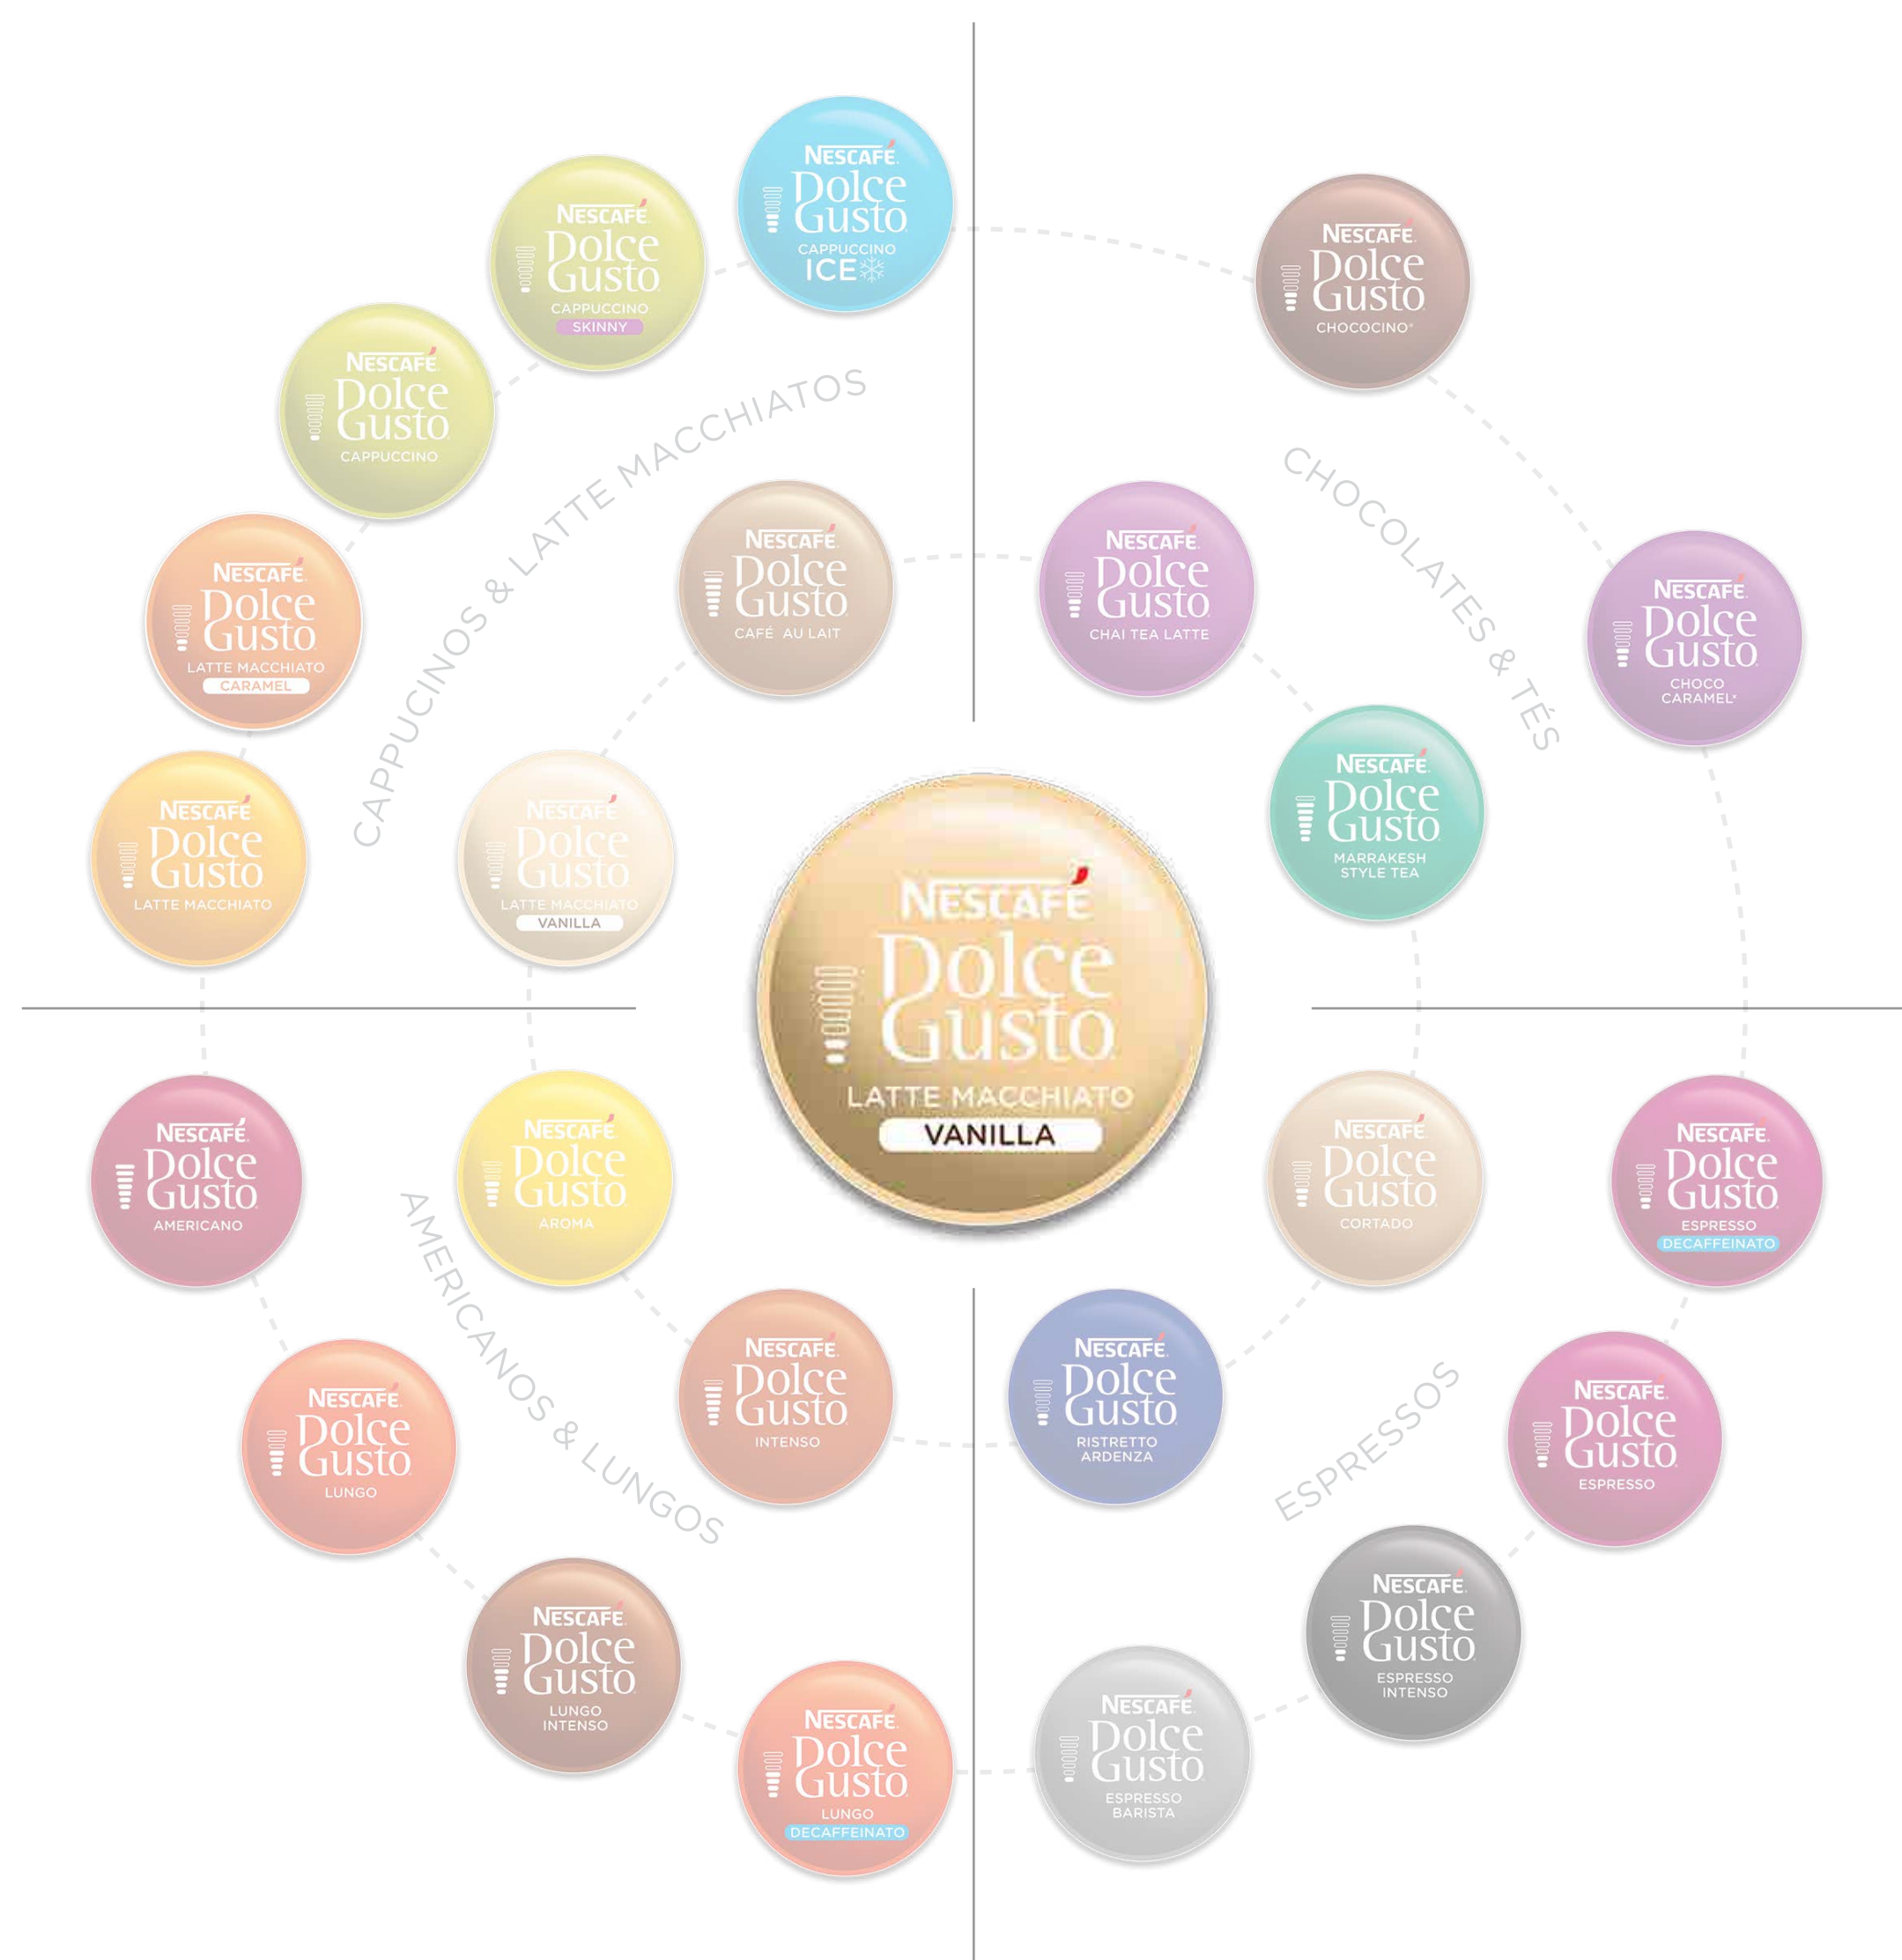 NESCAFÉ
Dolce
Gusto
CAPPUCCINO
ICE
NESCAFÉ
Dolce
Gusto
CAPPUCCINO
SKINNY
NESCAFÉ
Dolce
Gusto
CAPPUCCINO
NESCAFÉ
Dolce
Gusto
LATTE MACCHIATO
CARAMEL
NESCAFÉ
Dolce
Gusto
LATTE MACCHIATO
CAPPUCINOS & LATTE MACCHIATOS
NESCAFÉ
Dolce
Gusto
CAFÉ AU LAIT
NESCAFÉ
Dolce
Gusto
LATTE MACCHIATO
VANILLA
NESCAFÉ
Dolce
Gusto
CHOCOCINO®
CHOCOLATES & TÉS
NESCAFÉ
Dolce
Gusto
CHOCO
CARAMEL®
NESCAFÉ
Dolce
Gusto
CHAI TEA LATTE
NESCAFÉ
Dolce
Gusto
MARRAKESH
STYLE TEA
NESCAFÉ
Dolce
Gusto
LATTE MACCHIATO
VANILLA
NESCAFÉ.
Dolce
Gusto
AMERICANO
NESCAFÉ
Dolce
Gusto
AROMA
AMERICANOS & LUNGOS
NESCAFÉ
Dolce
Gusto
INTENSO
NESCAFÉ
Dolce
Gusto
LUNGO
NESCAFÉ
Dolce
Gusto
LUNGO
INTENSO
NESCAFÉ
Dolce
Gusto
LUNGO
DECAFFEINATO
NESCAFÉ
Dolce
Gusto
CORTADO
NESCAFÉ
Dolce
Gusto
ESPRESSO
DECAFFEINATO
NESCAFÉ
Dolce
Gusto
RISTRETTO
ARDENZA
ESPRESSOS
NESCAFÉ
Dolce
Gusto
ESPRESSO
NESCAFÉ
Dolce
Gusto
ESPRESSO
INTENSO
NESCAFÉ
Dolce
Gusto
ESPRESSO
BARISTA